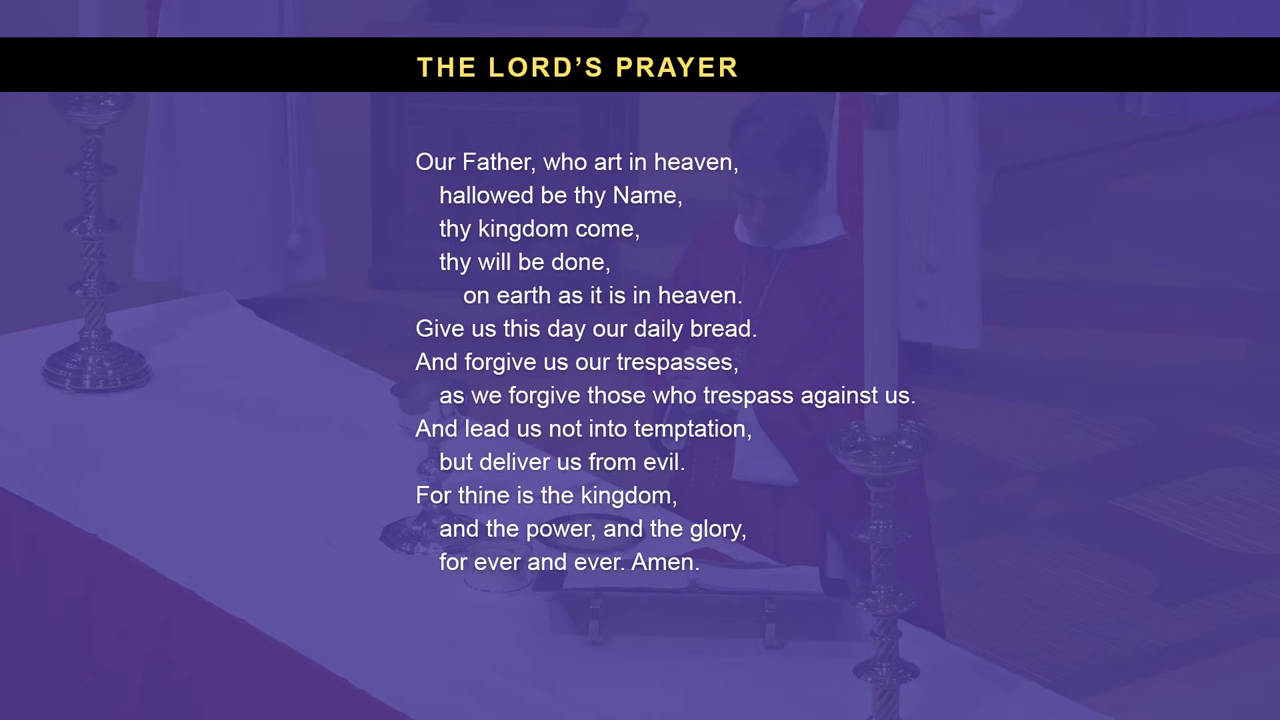 THE LORD’S PRAYER
Our Father, who art in heaven,
hallowed be thy Name,
thy kingdom come,
thy will be done,
on earth as it is in heaven.
Give us this day our daily bread.
And forgive us our trespasses,
as we forgive those who trespass against us.
And lead us not into temptation,
but deliver us from evil.
For thine is the kingdom,
and the power, and the glory,
for ever and ever. Amen.